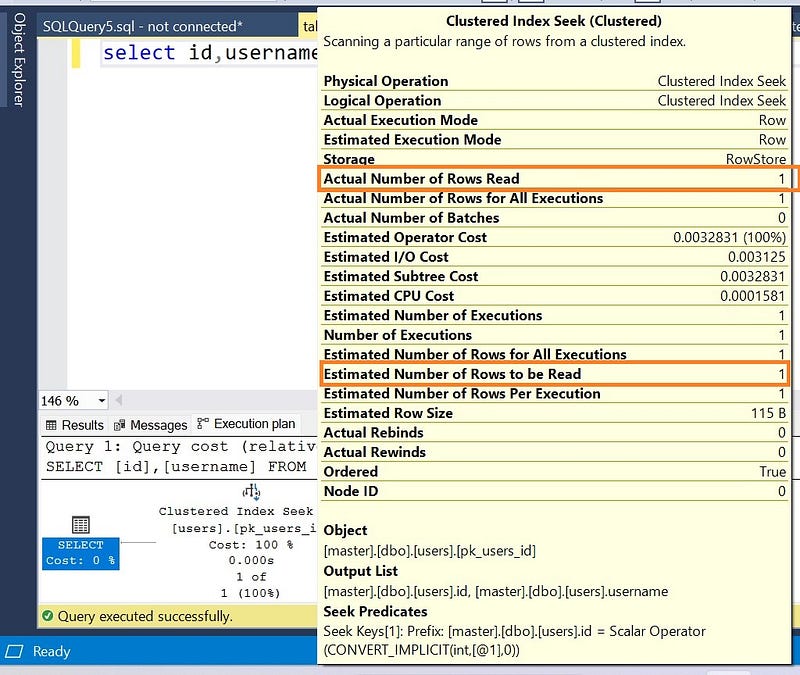 Object Explorer
SQLQuery5.sql - not connected*
select id,username
Clustered Index Seek (Clustered)
Scanning a particular range of rows from a clustered index.
Physical Operation Clustered Index Seek
Logical Operation Clustered Index Seek
Actual Execution Mode Row
Estimated Execution Mode Row
Storage RowStore
Actual Number of Rows Read 1
Actual Number of Rows for All Executions 1
Actual Number of Batches 0
Estimated Operator Cost 0.0032831 (100%)
Estimated I/O Cost 0.003125
Estimated Subtree Cost 0.0032831
Estimated CPU Cost 0.0001581
Estimated Number of Executions 1
Number of Executions 1
Estimated Number of Rows for All Executions 1
Estimated Number of Rows to be Read 1
Estimated Number of Rows Per Execution 1
Estimated Row Size 115 B
Actual Rebinds 0
Actual Rewinds 0
Ordered True
Node ID 0
Object
[master].[dbo].[users].[pk_users_id]
Output List
[master].[dbo].[users].id, [master].[dbo].[users].username
Seek Predicates
Seek Keys[1]: Prefix: [master].[dbo].[users].id = Scalar Operator
(CONVERT_IMPLICIT(int,[@1],0))
146 %
Results Messages Execution plan
Query 1: Query cost (relativ
SELECT [id],[username] FROM
Clustered Index Seek
[users].[pk_users_i
Cost: 100 %
0.000s
1 of
1 (100%)
SELECT
Cost: 0 %
Query executed successfully.
Ready